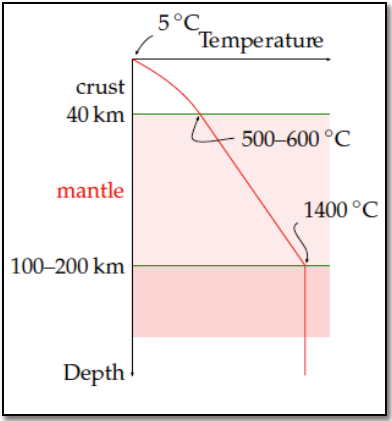 5 °C
Temperature
crust
40 km
500–600 °C
mantle
1400 °C
100–200 km
Depth